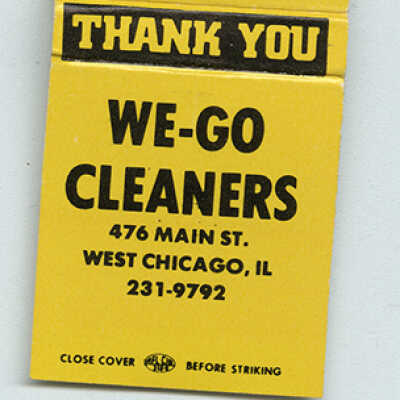 THANK YOU
WE-GO
CLEANERS
476 MAIN ST.
WEST CHICAGO, IL
231-9792
CLOSE COVER BEFORE STRIKING